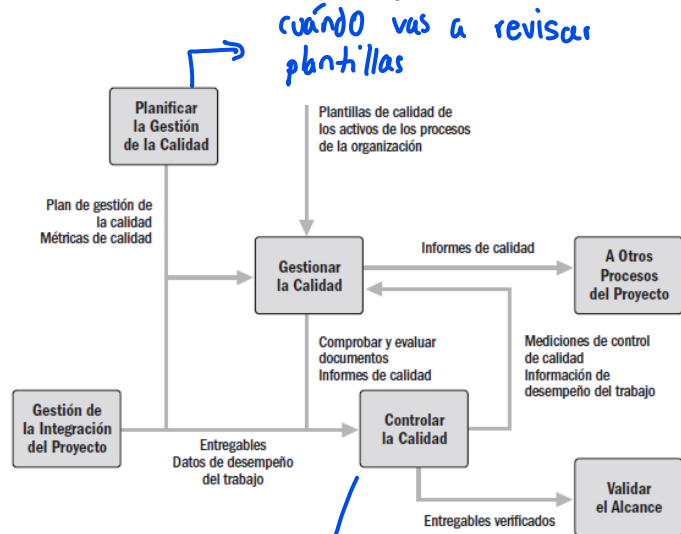 cuándo vas a revisar
plantillas
Planificar
la Gestión
de la Calidad
Plantillas de calidad de
los activos de los procesos
de la organización
Plan de gestión de
la calidad
Métricas de calidad
Gestionar
la Calidad
Informes de calidad
A Otros
Procesos
del Proyecto
Comprobar y evaluar
documentos
Informes de calidad
Mediciones de control
de calidad
Información de
desempeño del trabajo
Gestión de
la Integración
del Proyecto
Entregables
Datos de desempeño
del trabajo
Controlar
la Calidad
Entregables verificados
Validar
el Alcance